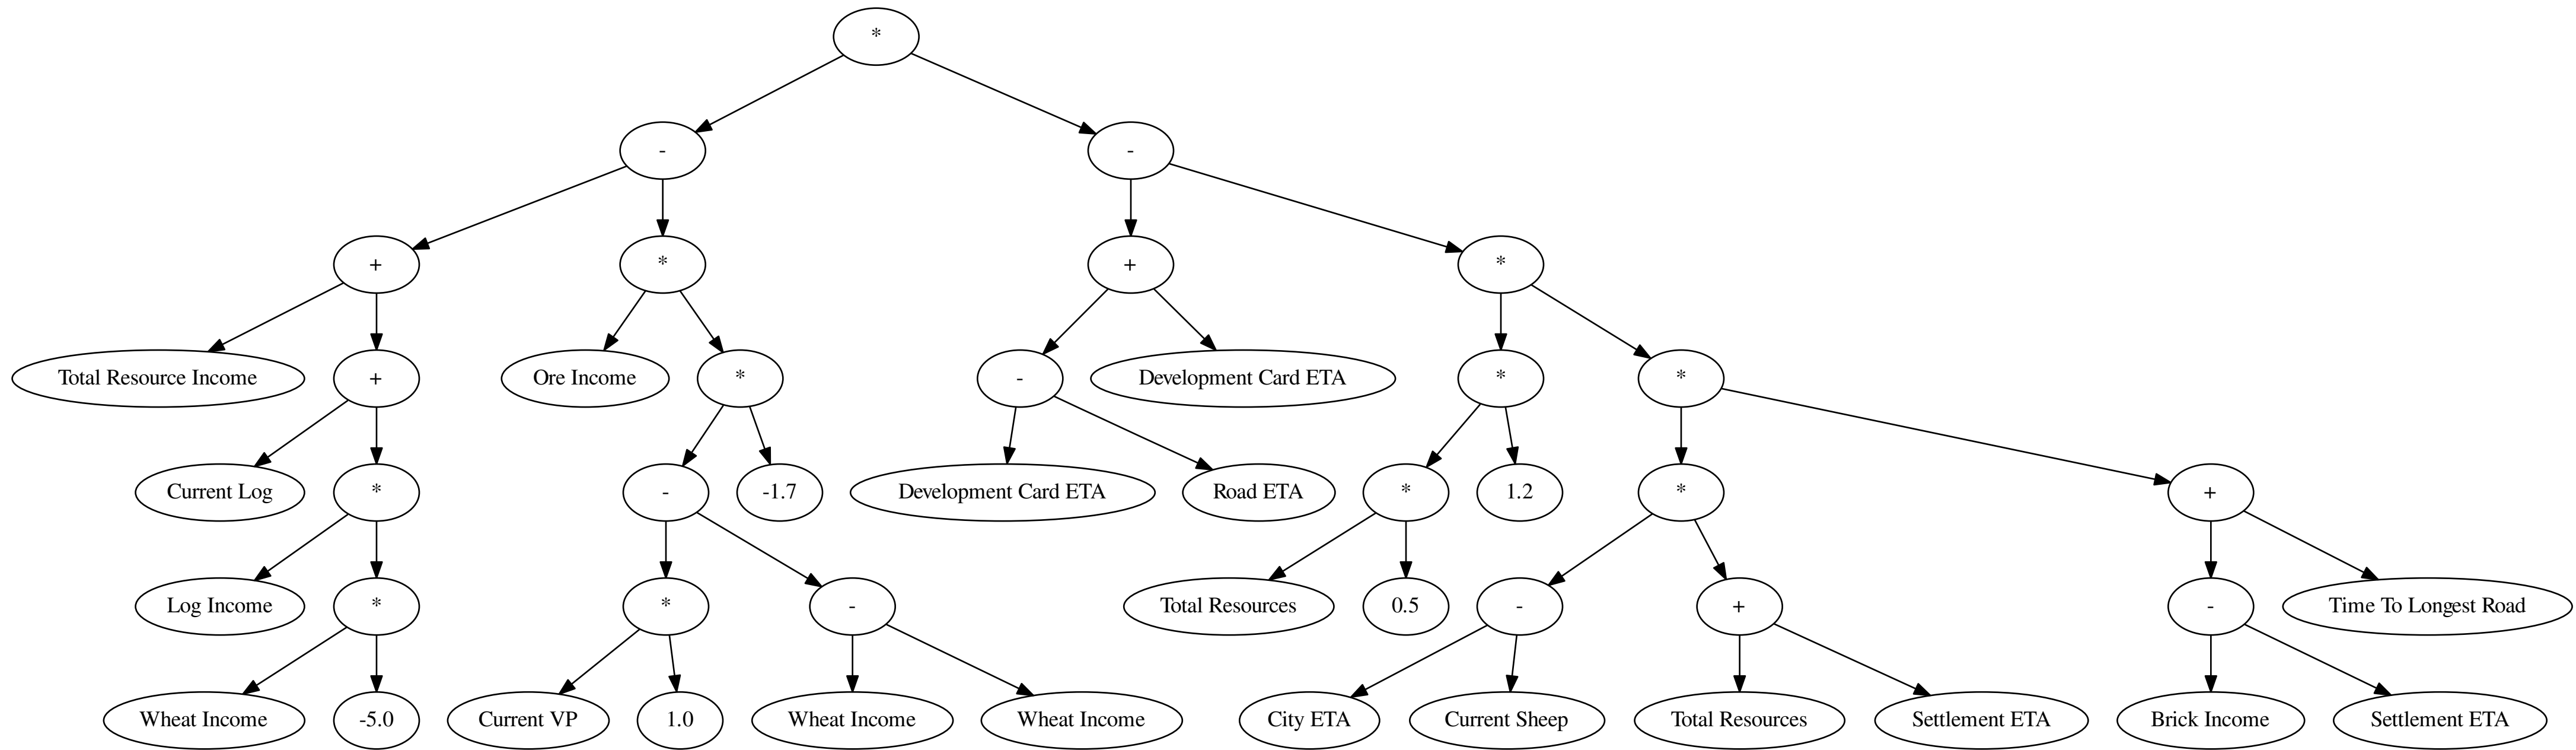 *
-
-
+
*
+
*
Total Resource Income
+
Ore Income
*
-
Development Card ETA
*
*
Current Log
*
-
-1.7
Development Card ETA
Road ETA
*
1.2
*
+
Log Income
*
*
-
Total Resources
0.5
-
+
-
Time To Longest Road
Wheat Income
-5.0
Current VP
1.0
Wheat Income
Wheat Income
City ETA
Current Sheep
Total Resources
Settlement ETA
Brick Income
Settlement ETA